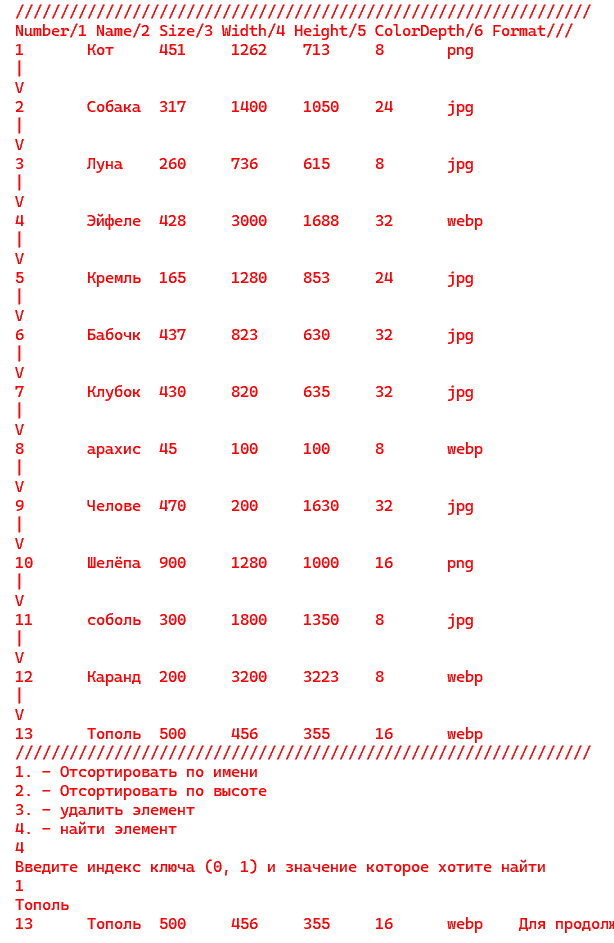 ////////////////////////////////////////////////////////////////
Number/1 Name/2 Size/3 Width/4 Height/5 ColorDepth/6 Format///
1       Кот     451     1262    713     8       png
|
V
2       Собака  317     1400    1050    24      jpg
|
V
3       Луна    260     736     615     8       jpg
|
V
4       Эйфеле  428     3000    1688    32      webp
|
V
5       Кремль  165     1280    853     24      jpg
|
V
6       Бабочк  437     823     630     32      jpg
|
V
7       Клубок  430     820     635     32      jpg
|
V
8       арахис  45      100     100     8       webp
|
V
9       Челове  470     200     1630    32      jpg
|
V
10      Шелёпа  900     1280    1000    16      png
|
V
11      соболь  300     1800    1350    8       jpg
|
V
12      Каранд  200     3200    3223    8       webp
|
V
13      Тополь  500     456     355     16      webp
////////////////////////////////////////////////////////////////
1. - Отсортировать по имени
2. - Отсортировать по высоте
3. - удалить элемент
4. - найти элемент
4
Введите индекс ключа (0, 1) и значение которое хотите найти
1
Тополь
13      Тополь  500     456     355     16      webp    Для продолж